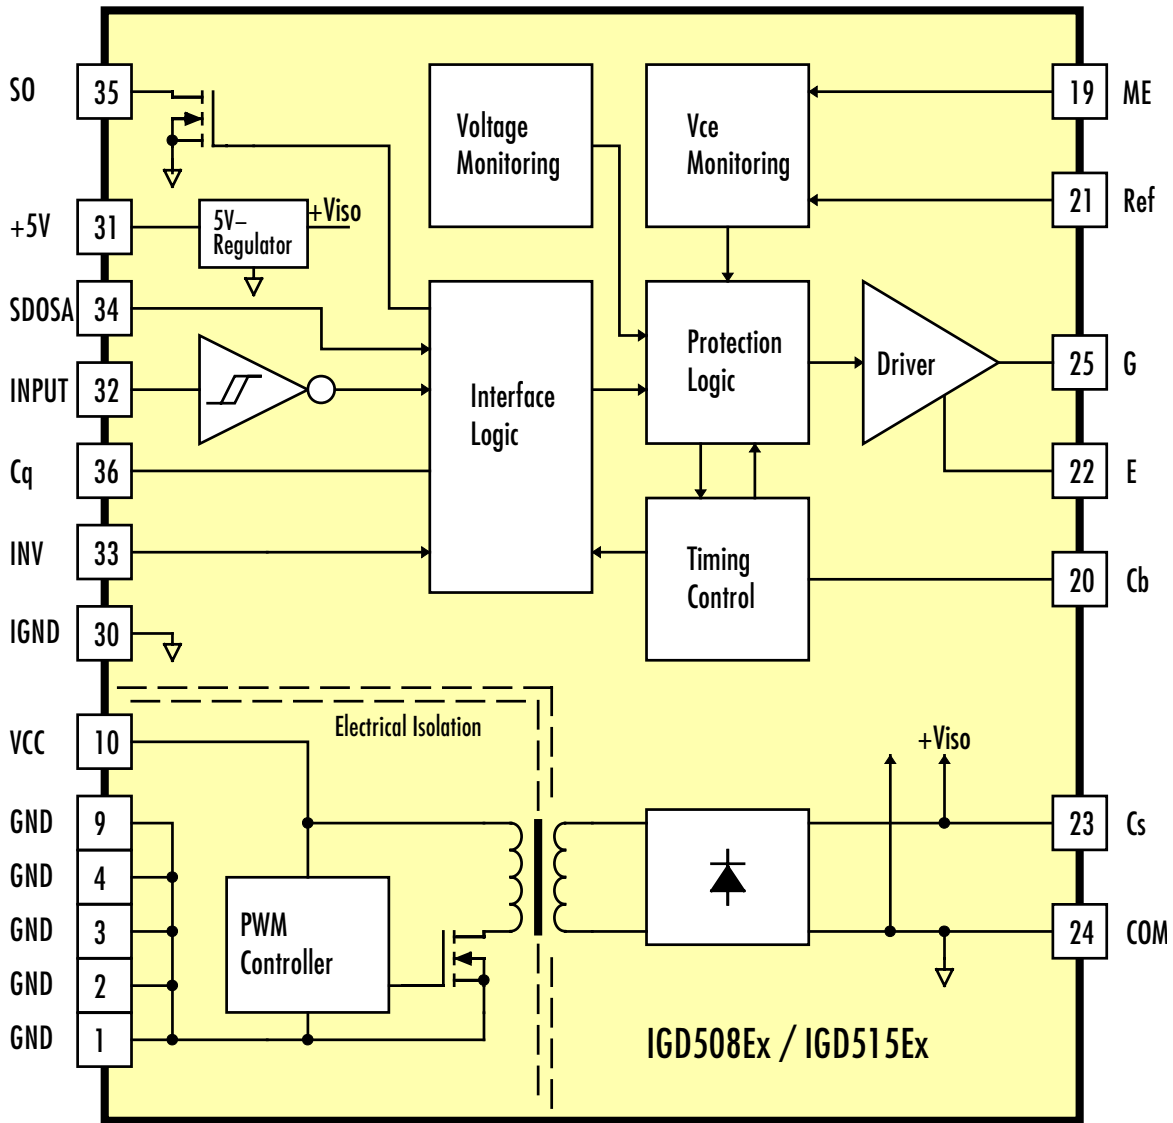 SO 35
Voltage
Monitoring
Vce
Monitoring
19 ME
+5V 31
5V–
Regulator
+Viso
21 Ref
SDOSA 34
INPUT 32
Interface
Logic
Protection
Logic
Driver
25 G
Cq 36
22 E
INV 33
Timing
Control
20 Cb
IGND 30
Electrical Isolation
VCC 10
+Viso
GND 9
23 Cs
GND 4
GND 3
PWM
Controller
24 COM
GND 2
GND 1
IGD508Ex / IGD515Ex